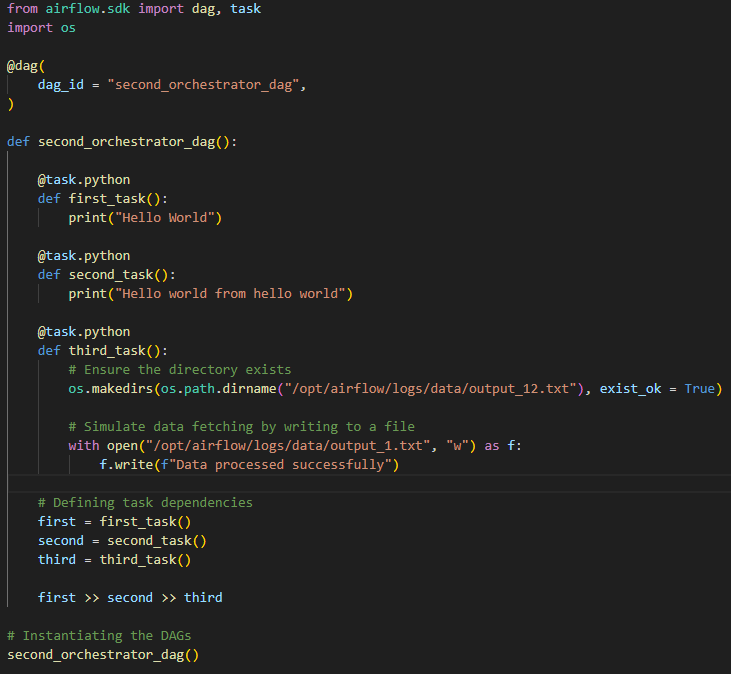 from airflow.sdk import dag, task
import os
@dag(
    dag_id = "second_orchestrator_dag",
)
def second_orchestrator_dag():
    @task.python
    def first_task():
        print("Hello World")
    @task.python
    def second_task():
        print("Hello world from hello world")
    @task.python
    def third_task():
        # Ensure the directory exists
        os.makedirs(os.path.dirname("/opt/airflow/logs/data/output_12.txt"), exist_ok = True)
        # Simulate data fetching by writing to a file
        with open("/opt/airflow/logs/data/output_1.txt", "w") as f:
            f.write(f"Data processed successfully")
    # Defining task dependencies
    first = first_task()
    second = second_task()
    third = third_task()
    first >> second >> third
# Instantiating the DAGs
second_orchestrator_dag()